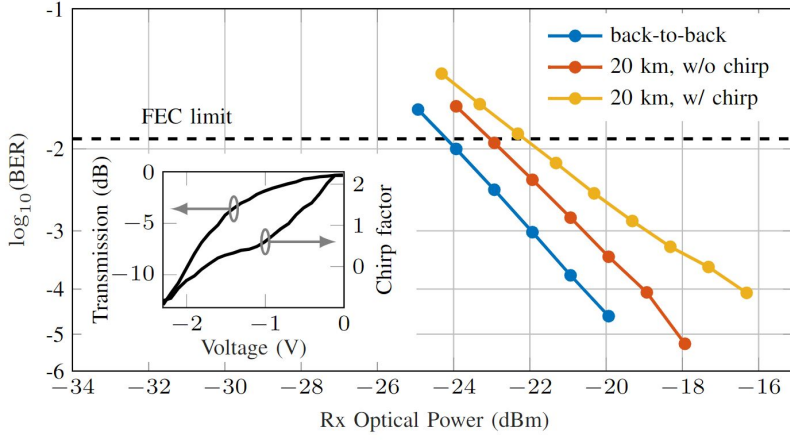 -1
-2
-3
-4
-5
-6
log10(BER)
back-to-back
20 km, w/o chirp
20 km, w/ chirp
FEC limit
0
−5
−10
Transmission (dB)
2
1
0
Chirp factor
−2 −1 0
Voltage (V)
−34 −32 −30 −28 −26 −24 −22 −20 −18 −16
Rx Optical Power (dBm)